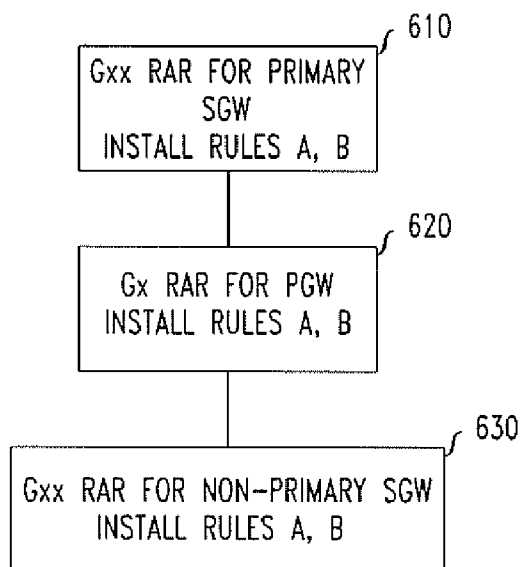 610
Gxx RAR FOR PRIMARY
SGW
INSTALL RULES A, B
620
Gx RAR FOR PGW
INSTALL RULES A, B
630
Gxx RAR FOR NON-PRIMARY SGW
INSTALL RULES A, B